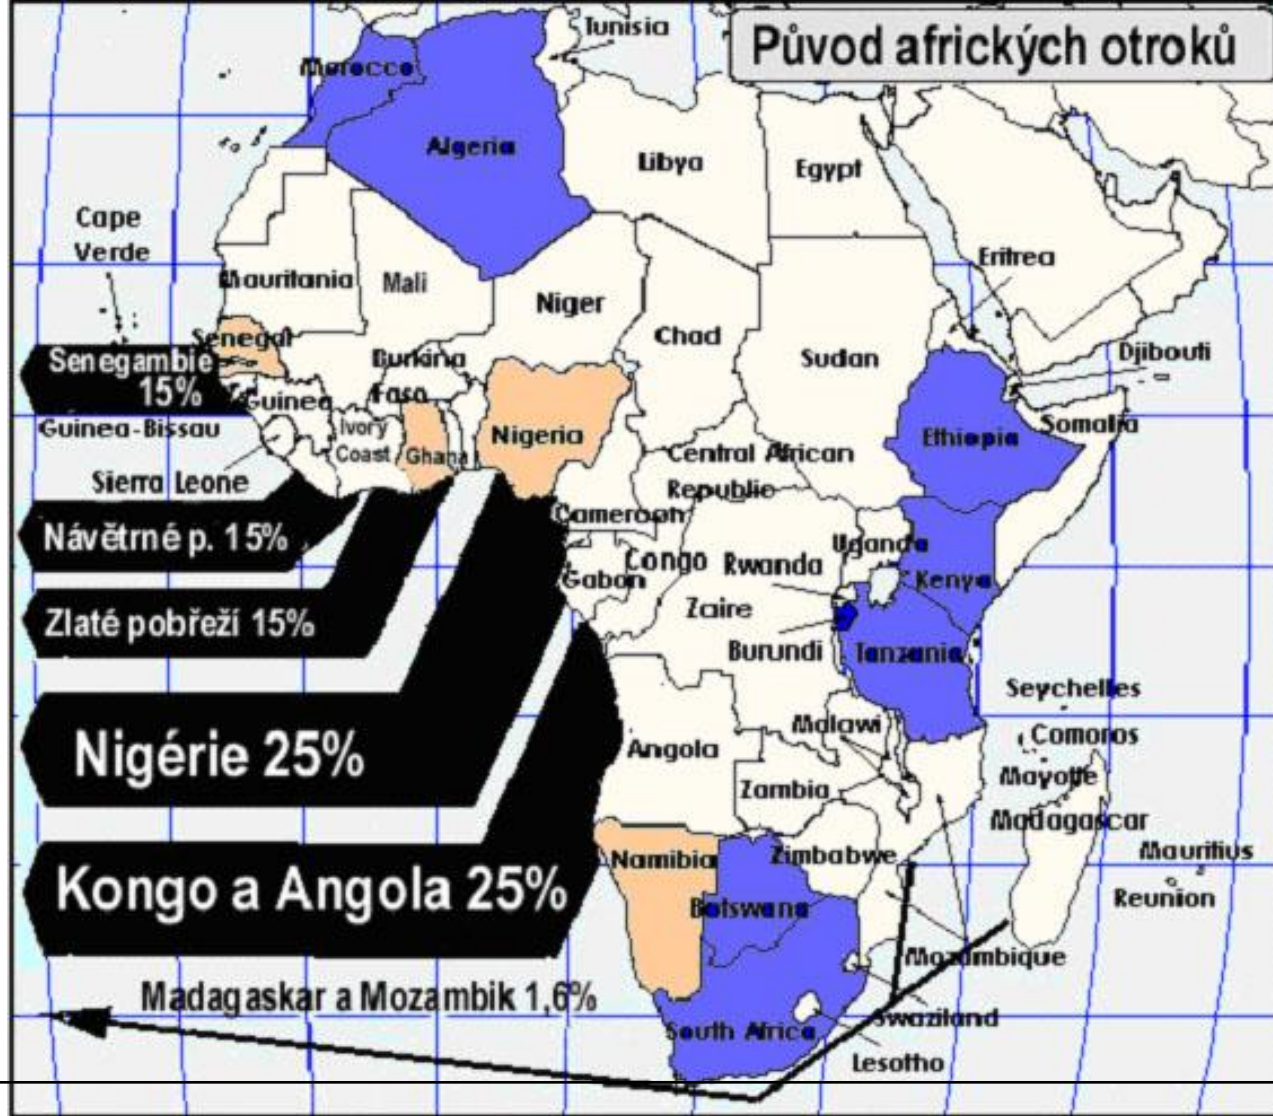 Původ afrických otroků
Tunisia
Morocco
Algeria
Libya
Egypt
Cape
Verde
Mauritania
Mali
Niger
Chad
Sudan
Eritrea
Djibouti
Senegal
Senegambie
15%
Burkina
Faso
Guinea
Guinea-Bissau
Ivory
Coast
Ghana
Nigeria
Ethiopia
Somalia
Sierra Leone
Central African
Republic
Cameroon
Návětrné p. 15%
Uganda
Kenya
Gabon
Congo
Rwanda
Zaire
Zlaté pobřeží 15%
Burundi
Tanzania
Seychelles
Comoros
Mayotte
Malawi
Angola
Nigérie 25%
Zambia
Madagascar
Mauritius
Reunion
Zimbabwe
Namibia
Kongo a Angola 25%
Botswana
Mozambique
Madagaskar a Mozambik 1,6%
Swaziland
South Africa
Lesotho